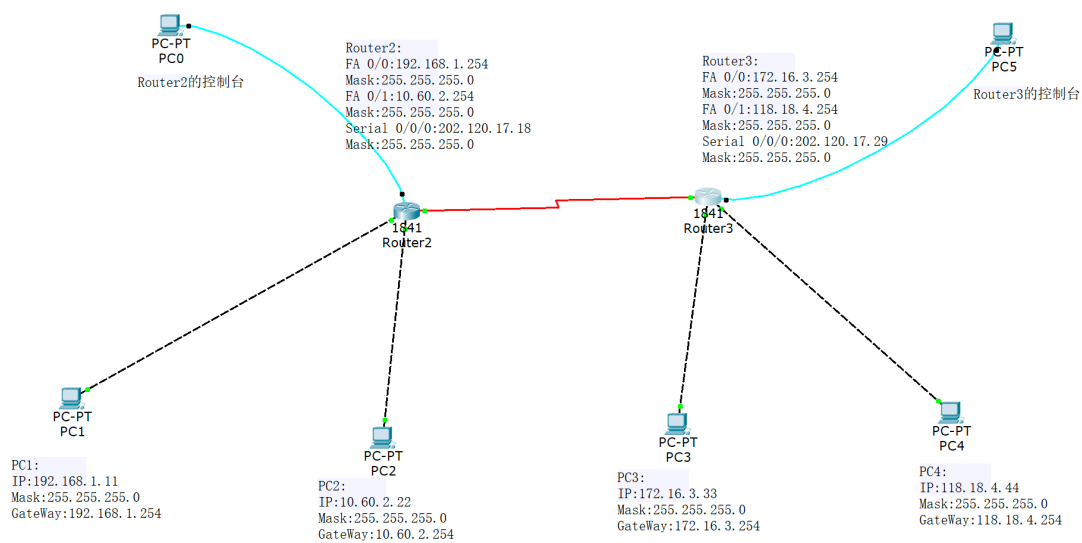 PC-PT
PC0
Router2的控制台
Router2:
FA 0/0:192.168.1.254
Mask:255.255.255.0
FA 0/1:10.60.2.254
Mask:255.255.255.0
Serial 0/0/0:202.120.17.18
Mask:255.255.255.0
Router3:
FA 0/0:172.16.3.254
Mask:255.255.255.0
FA 0/1:118.18.4.254
Mask:255.255.255.0
Serial 0/0/0:202.120.17.29
Mask:255.255.255.0
PC-PT
PC5
Router3的控制台
1841
Router2
1841
Router3
PC-PT
PC1
PC1:
IP:192.168.1.11
Mask:255.255.255.0
GateWay:192.168.1.254
PC-PT
PC2
PC2:
IP:10.60.2.22
Mask:255.255.255.0
GateWay:10.60.2.254
PC-PT
PC3
PC3:
IP:172.16.3.33
Mask:255.255.255.0
GateWay:172.16.3.254
PC-PT
PC4
PC4:
IP:118.18.4.44
Mask:255.255.255.0
GateWay:118.18.4.254